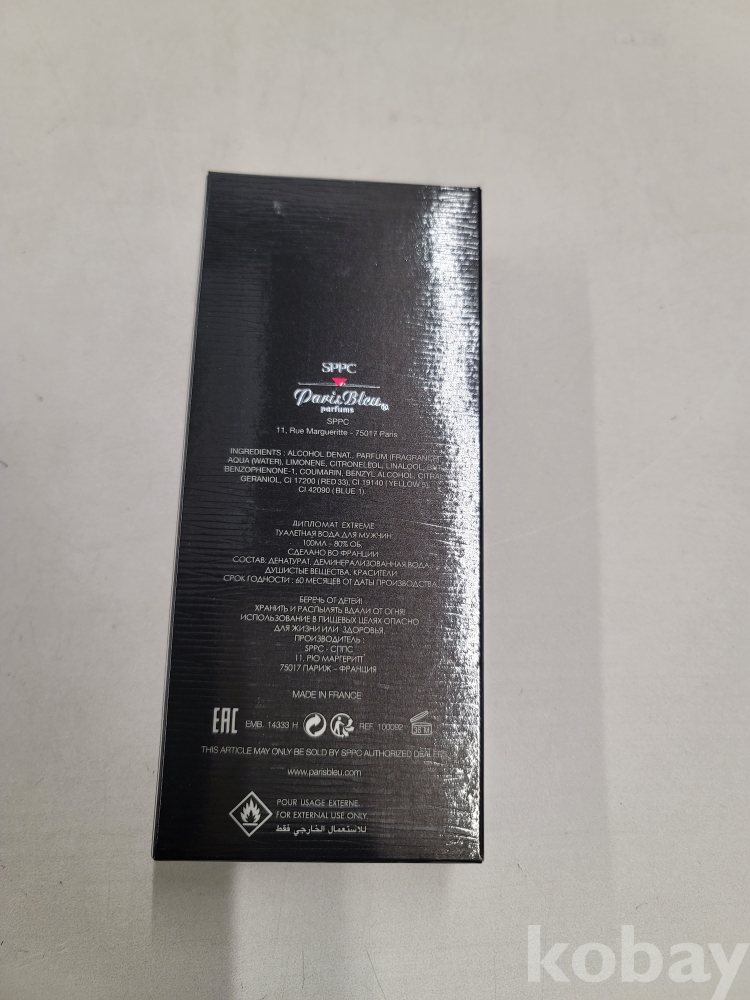 SPPC
Paris Bleu
parfums
SPPC
11, Rue Margueritte - 75017 Paris
INGREDIENTS : ALCOHOL DENAT., PARFUM (FRAGRANCE
AQUA (WATER), LIMONENE, CITRONELLOL, LINALOOL,
BENZOPHENONE-1, COUMARIN, BENZYL ALCOHOL,
GERANIOL, CI 17200 (RED 33), CI 19140 (YELLOW 5),
CI 42090 (BLUE 1).
ДИПЛОМАТ EXTREME
ТУАЛЕТНАЯ ВОДА ДЛЯ МУЖЧИН
100МЛ - 80% ОБ.
СДЕЛАНО ВО ФРАНЦИИ
СОСТАВ: ДЕНАТУРАТ, ДЕМИНЕРАЛИЗОВАННАЯ ВОДА,
ДУШИСТЫЕ ВЕЩЕСТВА, КРАСИТЕЛИ
СРОК ГОДНОСТИ : 60 МЕСЯЦЕВ ОТ ДАТЫ ПРОИЗВОДСТВА
БЕРЕЧЬ ОТ ДЕТЕЙ!
ХРАНИТЬ И РАСПЫЛЯТЬ ВДАЛИ ОТ ОГНЯ!
ИСПОЛЬЗОВАНИЕ В ПИЩЕВЫХ ЦЕЛЯХ ОПАСНО
ДЛЯ ЖИЗНИ ИЛИ ЗДОРОВЬЯ
ПРОИЗВОДИТЕЛЬ :
SPPC - СППС
11, РЮ МАРГЕРИТТ
75017 ПАРИЖ – ФРАНЦИЯ
MADE IN FRANCE
EAC EMB. 14333 H REF. 100092 36 M
THIS ARTICLE MAY ONLY BE SOLD BY SPPC AUTHORIZED DEALERS
www.parisbleu.com
POUR USAGE EXTERNE.
FOR EXTERNAL USE ONLY.
للاستعمال الخارجي فقط
kobay